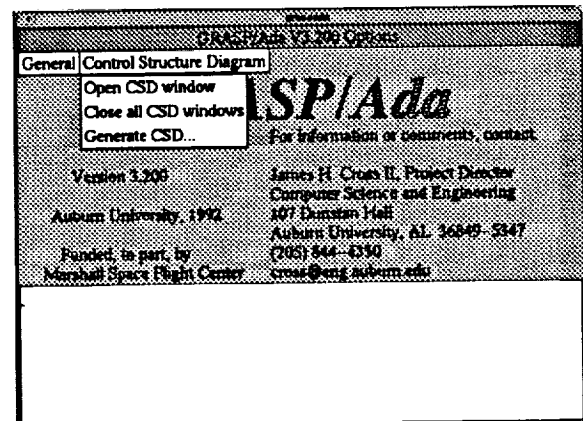 GRASP/Ada V3.200 Options
General Control Structure Diagram
Open CSD window
Close all CSD windows
Generate CSD...
ASP/Ada
For information or comments, contact
Version 3.200
James H. Cross II, Project Director
Computer Science and Engineering
Auburn University, 1992
107 Dunstan Hall
Auburn University, AL 36849-5347
Funded, in part, by
(205) 844-4330
Marshall Space Flight Center
cross@eng.auburn.edu